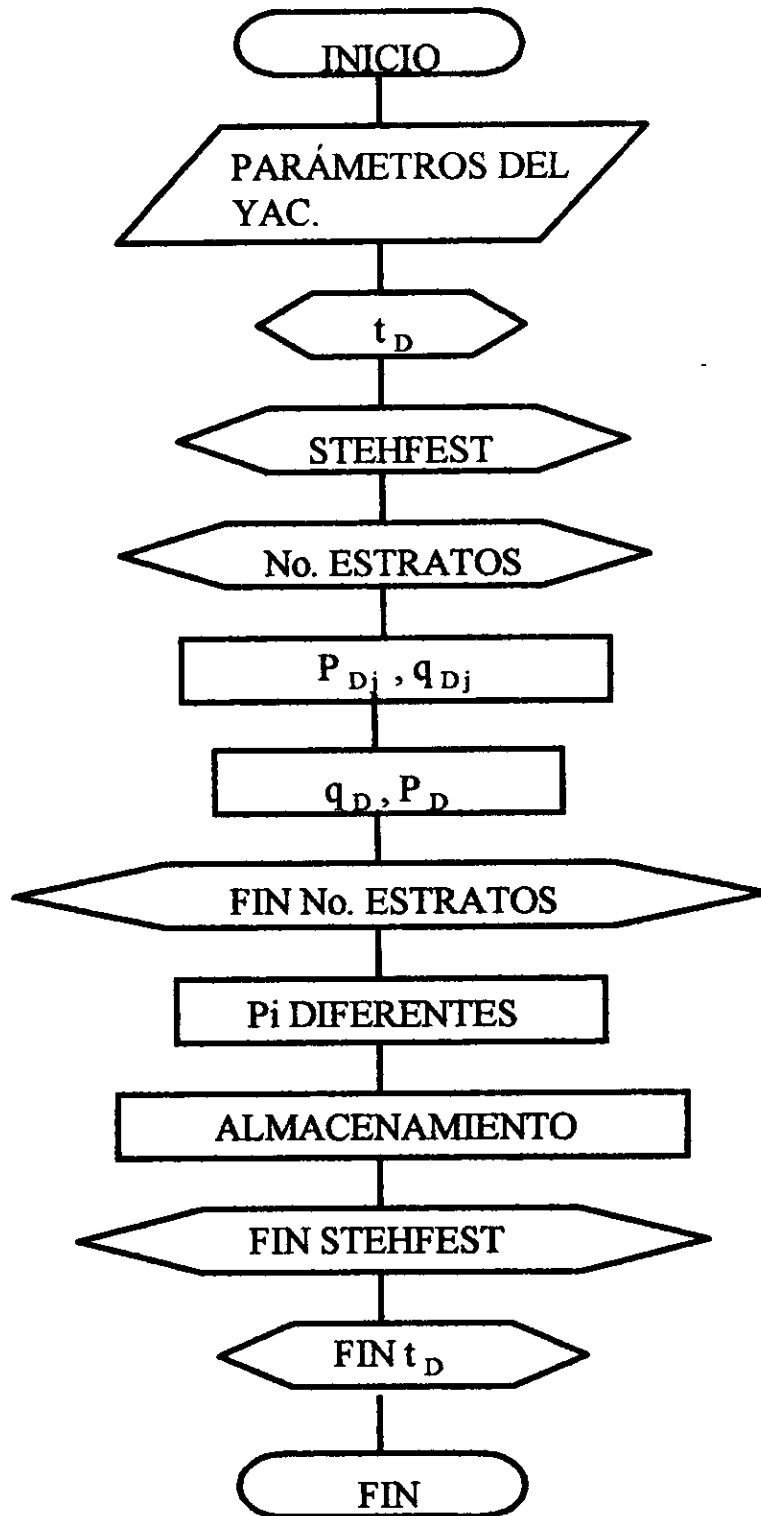 INICIO
PARÁMETROS DEL
YAC.
t D
STEHFEST
No. ESTRATOS
P Dj , q Dj
q D , P D
FIN No. ESTRATOS
Pi DIFERENTES
ALMACENAMIENTO
FIN STEHFEST
FIN t D
FIN